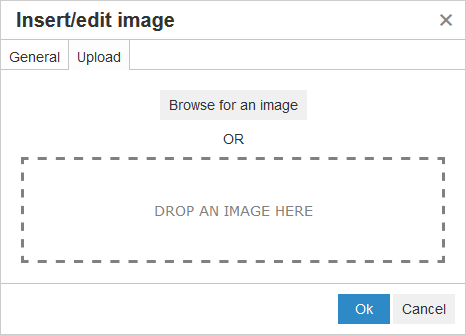 Insert/edit image
General Upload
Browse for an image
OR
DROP AN IMAGE HERE
Ok Cancel